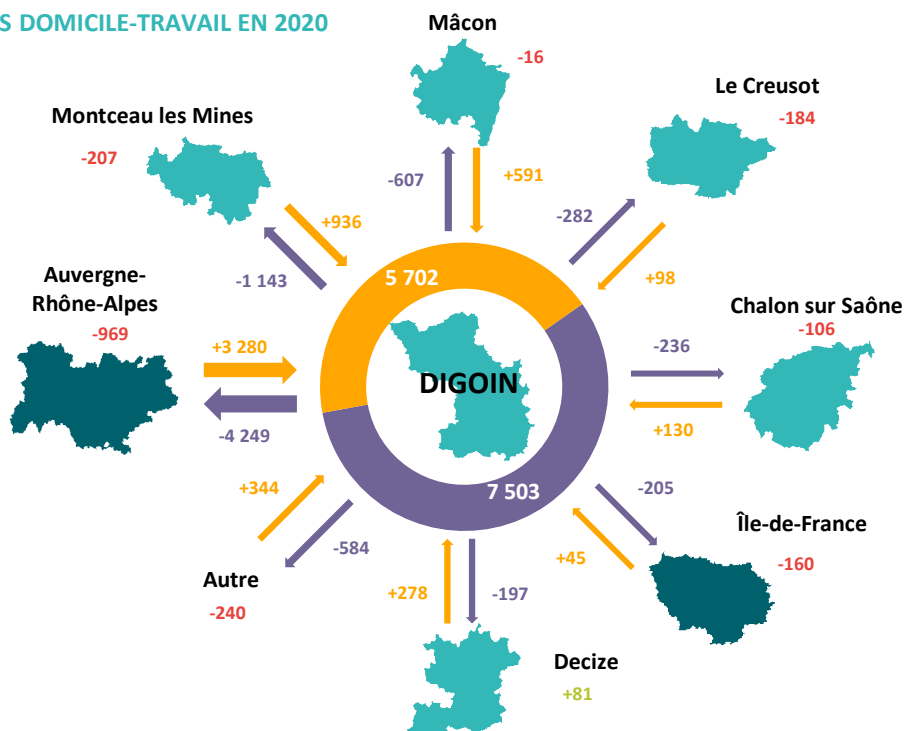 S DOMICILE-TRAVAIL EN 2020
Mâcon
-16
Le Creusot
-184
Montceau les Mines
-207
-607
+591
-282
+98
+936
-1 143
5 702
Auvergne-
Rhône-Alpes
-969
+3 280
-4 249
Chalon sur Saône
-106
-236
+130
DIGOIN
7 503
+344
-584
Autre
-240
-205
+45
Île-de-France
-160
+278
-197
Decize
+81